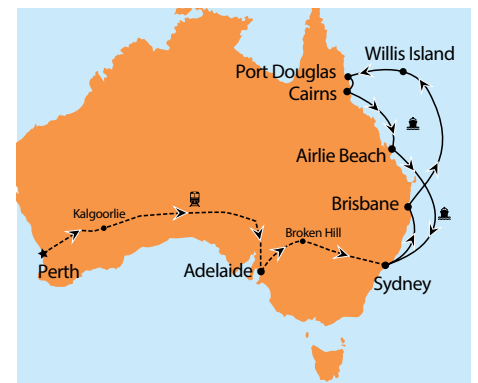 Willis Island
Port Douglas
Cairns
Airlie Beach
Brisbane
Kalgoorlie
Broken Hill
Perth
Adelaide
Sydney